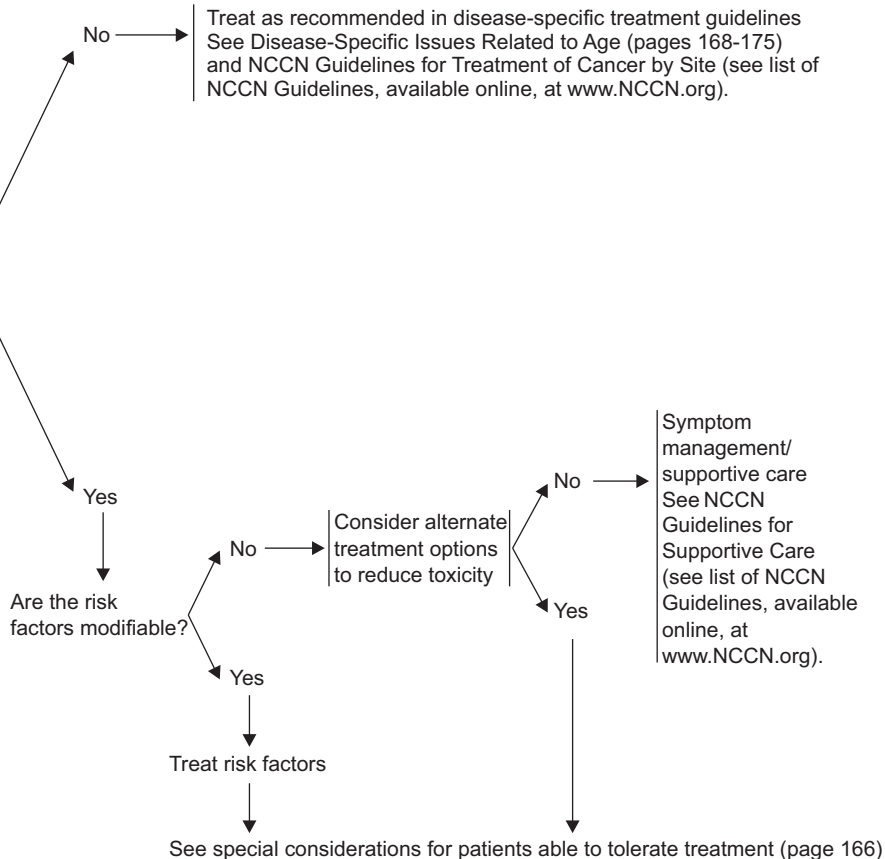 No
Treat as recommended in disease-specific treatment guidelines
See Disease-Specific Issues Related to Age (pages 168-175)
and NCCN Guidelines for Treatment of Cancer by Site (see list of
NCCN Guidelines, available online, at www.NCCN.org).
Yes
Are the risk
factors modifiable?
No
Consider alternate
treatment options
to reduce toxicity
No
Symptom
management/
supportive care
See NCCN
Guidelines for
Supportive Care
(see list of NCCN
Guidelines, available
online, at
www.NCCN.org).
Yes
Yes
Treat risk factors
See special considerations for patients able to tolerate treatment (page 166)